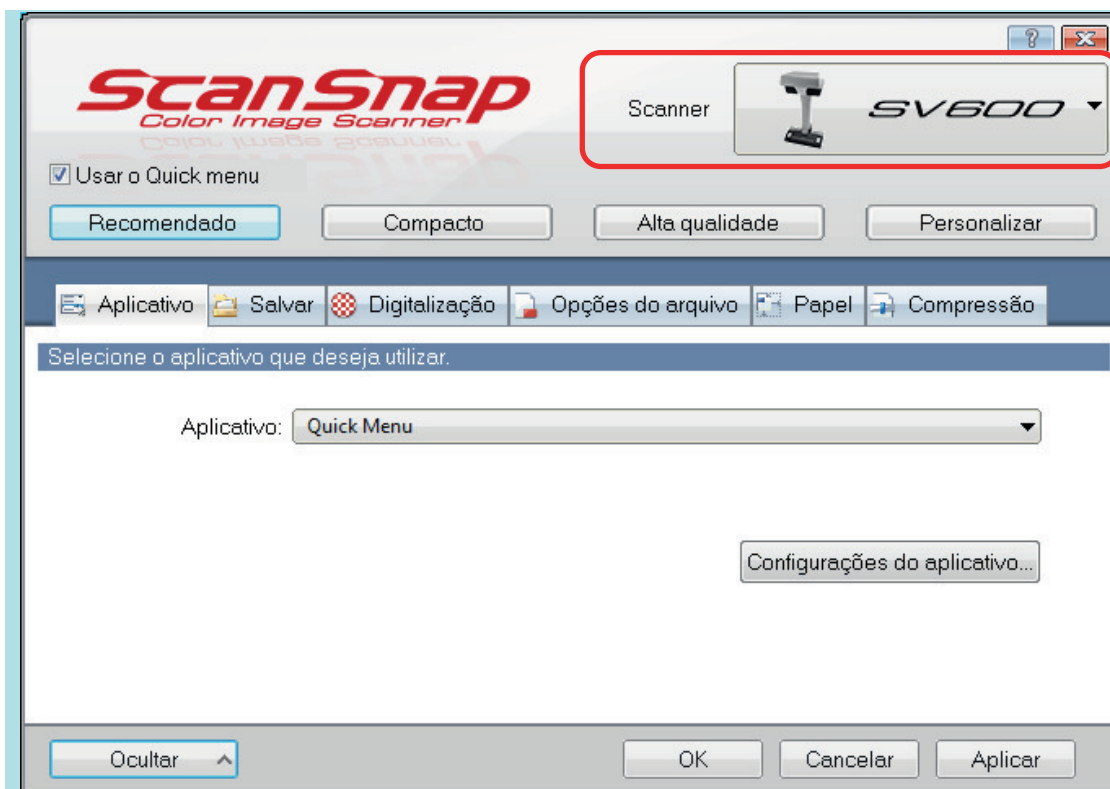 ScanSnap
Color Image Scanner
Scanner
SV600
Usar o Quick menu
Recomendado
Compacto
Alta qualidade
Personalizar
Aplicativo
Salvar
Digitalização
Opções do arquivo
Papel
Compressão
Selecione o aplicativo que deseja utilizar.
Aplicativo:
Quick Menu
Configurações do aplicativo...
Ocultar
OK
Cancelar
Aplicar